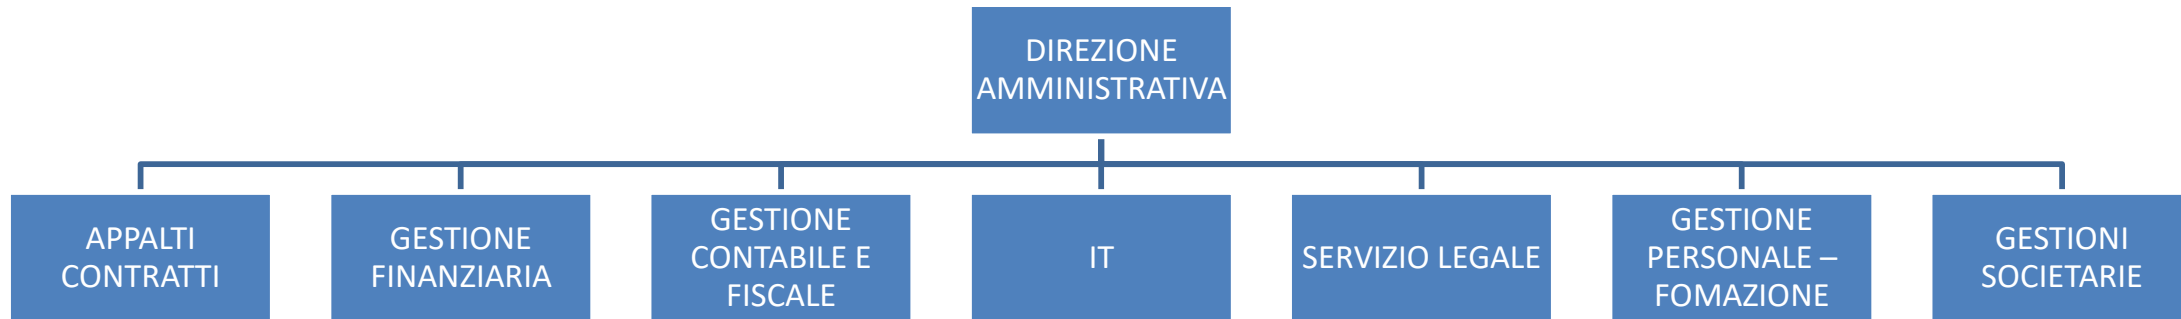 DIREZIONE
AMMINISTRATIVA
APPALTI
CONTRATTI
GESTIONE
FINANZIARIA
GESTIONE
CONTABILE E
FISCALE
IT
SERVIZIO LEGALE
GESTIONE
PERSONALE –
FOMAZIONE
GESTIONI
SOCIETARIE